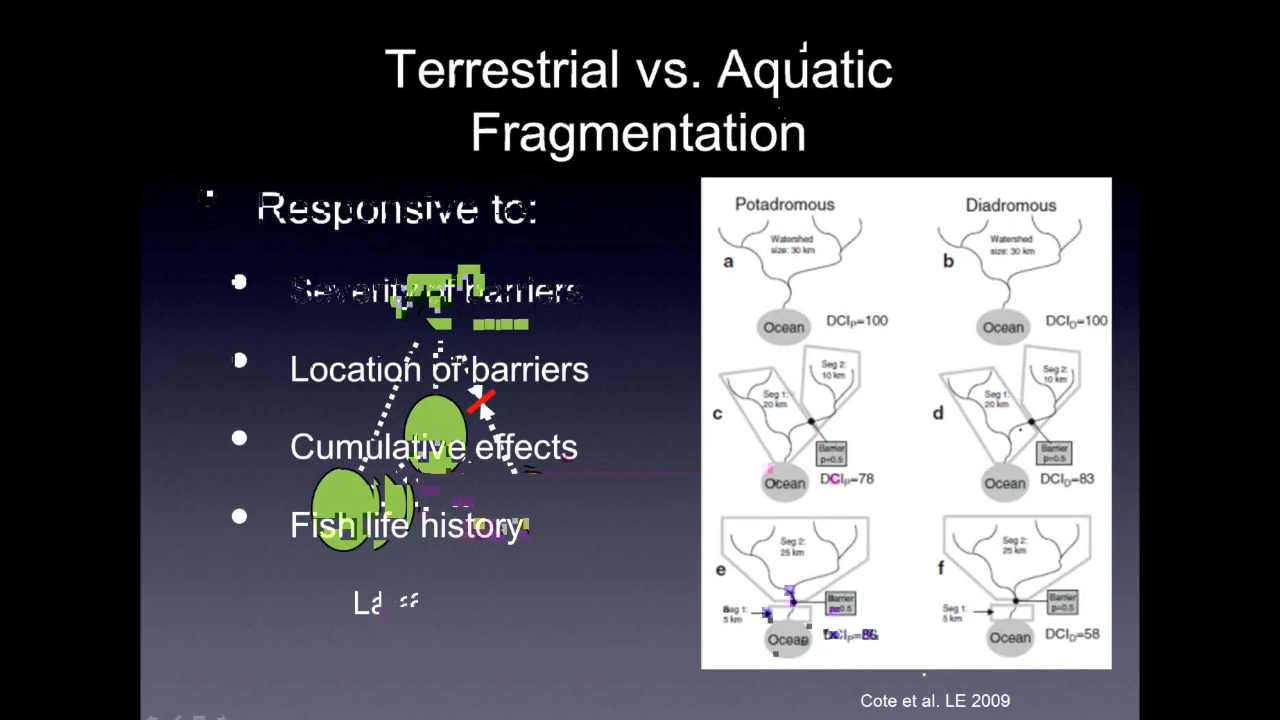 Terrestrial vs. Aquatic
Fragmentation
Responsive to:
Severity of barriers
Location of barriers
Cumulative effects
Fish life history
Potadromous
Diadromous
Watershed
size: 30 km
a
Ocean
DCIP=100
Watershed
size: 30 km
b
Ocean
DCID=100
Seg 2:
10 km
Seg 1:
20 km
c
Barrier
p=0.5
Ocean
DCIP=78
Seg 2:
10 km
Seg 1:
20 km
d
Barrier
p=0.5
Ocean
DCID=83
Seg 2:
25 km
e
Barrier
p=0.5
Seg 1:
5 km
Ocean
Seg 2:
25 km
f
Barrier
p=0.5
Seg 1:
5 km
Ocean
DCID=58
Cote et al. LE 2009